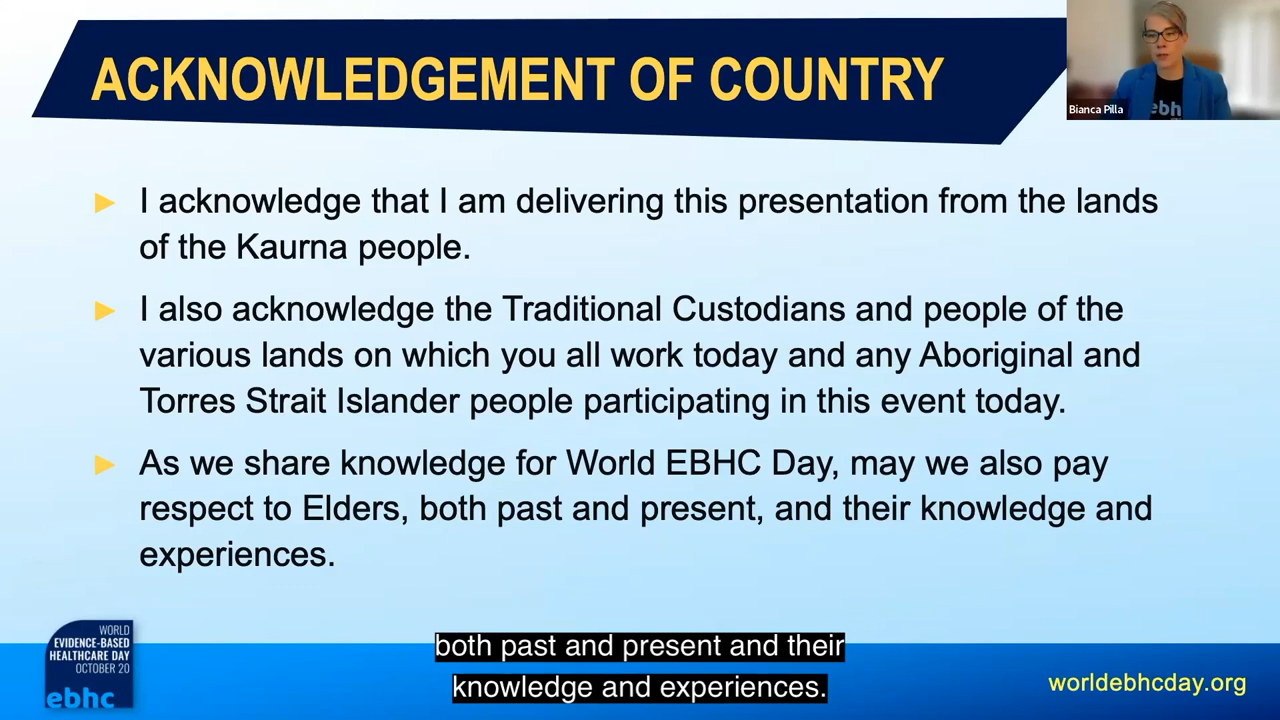 ACKNOWLEDGEMENT OF COUNTRY
Bianca Pilla
ebh
I acknowledge that I am delivering this presentation from the lands
of the Kaurna people.
I also acknowledge the Traditional Custodians and people of the
various lands on which you all work today and any Aboriginal and
Torres Strait Islander people participating in this event today.
As we share knowledge for World EBHC Day, may we also pay
respect to Elders, both past and present, and their knowledge and
experiences.
WORLD
EVIDENCE-BASED
HEALTHCARE DAY
OCTOBER 20
ebhc
both past and present and their
knowledge and experiences.
worldebhcday.org